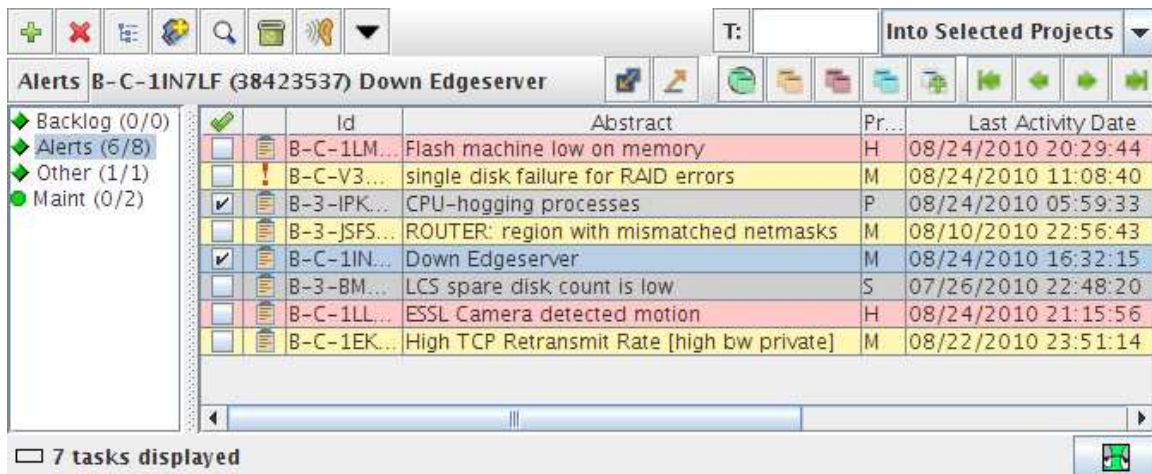 T: Into Selected Projects
Alerts B-C-1IN7LF (38423537) Down Edgeserver
Backlog (0/0)
Alerts (6/8)
Other (1/1)
Maint (0/2)
Id Abstract Pr... Last Activity Date
B-C-1LM... Flash machine low on memory H 08/24/2010 20:29:44
B-C-V3... single disk failure for RAID errors M 08/24/2010 11:08:40
B-3-IPK... CPU-hogging processes P 08/24/2010 05:59:33
B-3-JSFS... ROUTER: region with mismatched netmasks M 08/10/2010 22:56:43
B-C-1IN... Down Edgeserver M 08/24/2010 16:32:15
B-3-BM... LCS spare disk count is low S 07/26/2010 22:48:20
B-C-1LL... ESSL Camera detected motion H 08/24/2010 21:15:56
B-C-1EK... High TCP Retransmit Rate [high bw private] M 08/22/2010 23:51:14
7 tasks displayed